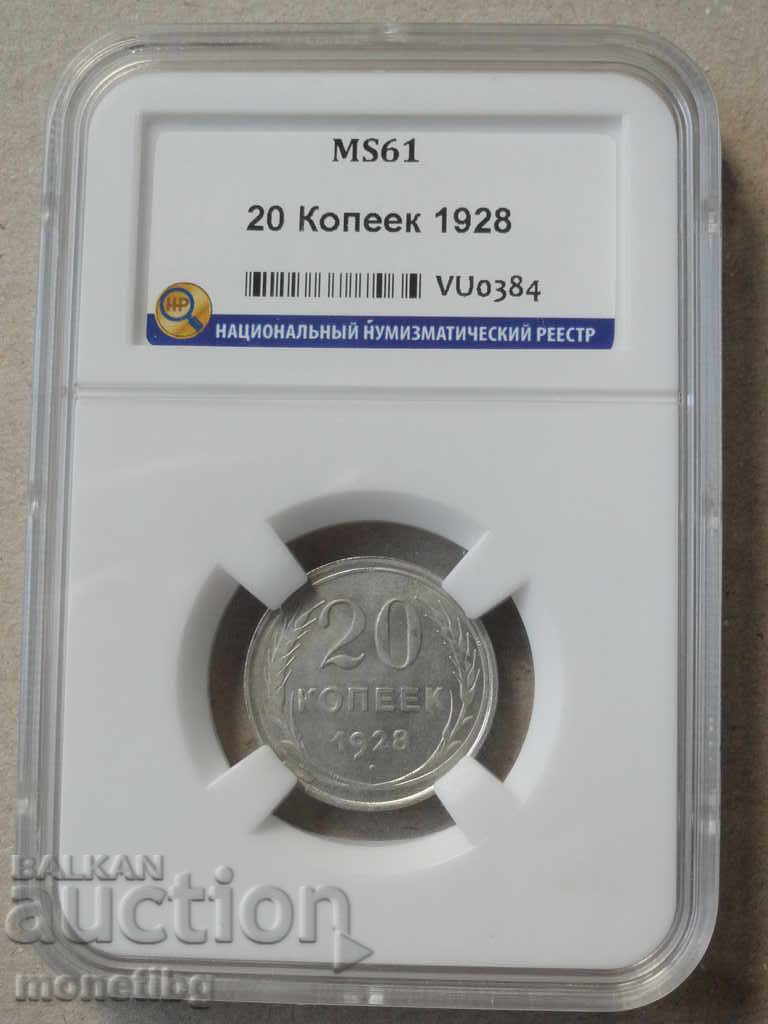 MS61
20 Копеек 1928
VU0384
НР
НАЦИОНАЛЬНЫЙ НУМИЗМАТИЧЕСКИЙ РЕЕСТР
20
КОПЕЕК
1928
BALKAN
auction
monetibg